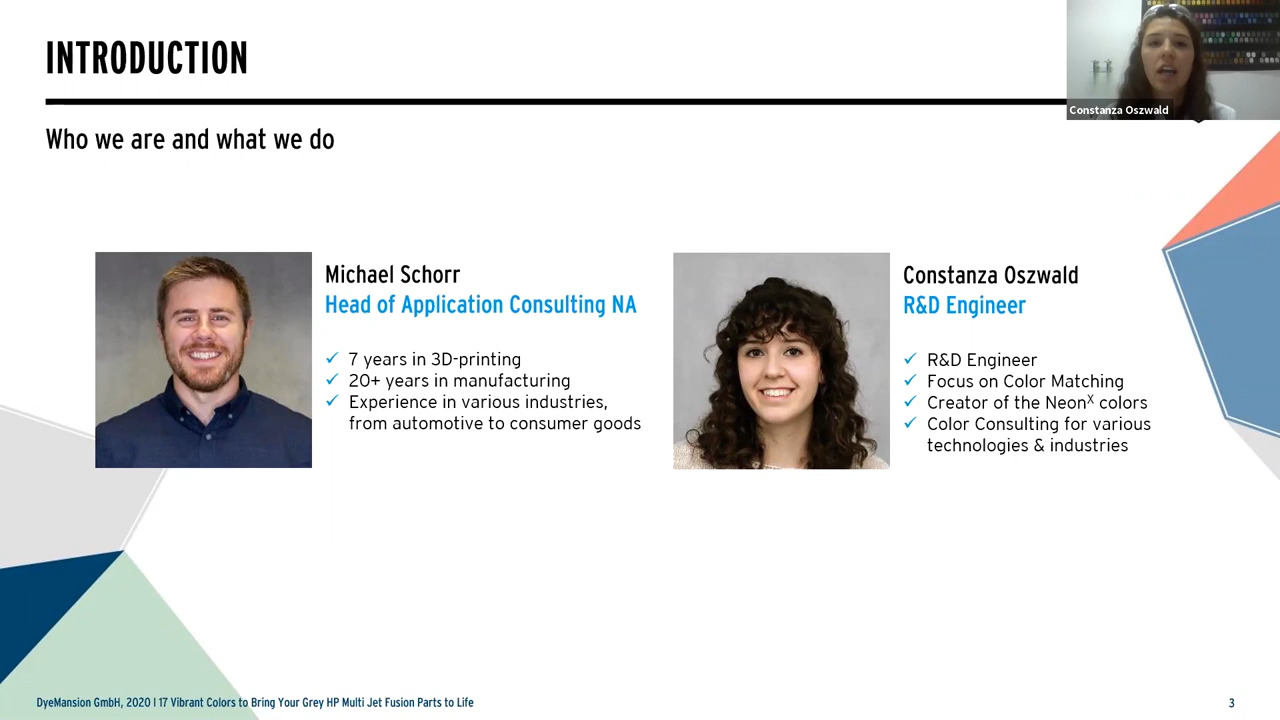 INTRODUCTION
Constanza Oszwald
Who we are and what we do
Michael Schorr
Head of Application Consulting NA
✓ 7 years in 3D-printing
✓ 20+ years in manufacturing
✓ Experience in various industries,
from automotive to consumer goods
Constanza Oszwald
R&D Engineer
✓ R&D Engineer
✓ Focus on Color Matching
✓ Creator of the Neonˣ colors
✓ Color Consulting for various
technologies & industries
DyeMansion GmbH, 2020 I 17 Vibrant Colors to Bring Your Grey HP Multi Jet Fusion Parts to Life
3